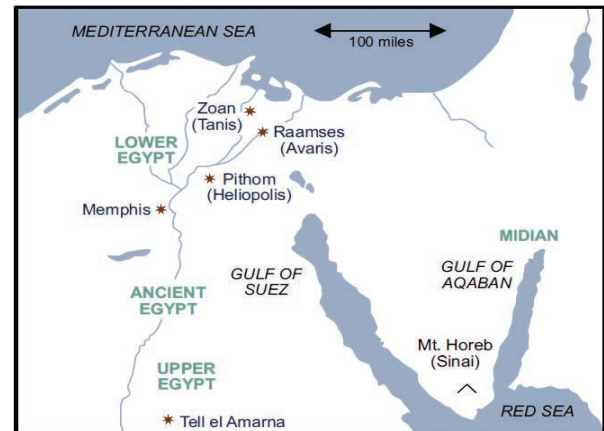 MEDITERRANEAN SEA
100 miles
Zoan
(Tanis)
Raamses
(Avaris)
LOWER
EGYPT
Pithom
(Heliopolis)
Memphis
MIDIAN
GULF OF
SUEZ
GULF OF
AQABAN
ANCIENT
EGYPT
Mt. Horeb
(Sinai)
UPPER
EGYPT
RED SEA
Tell el Amarna